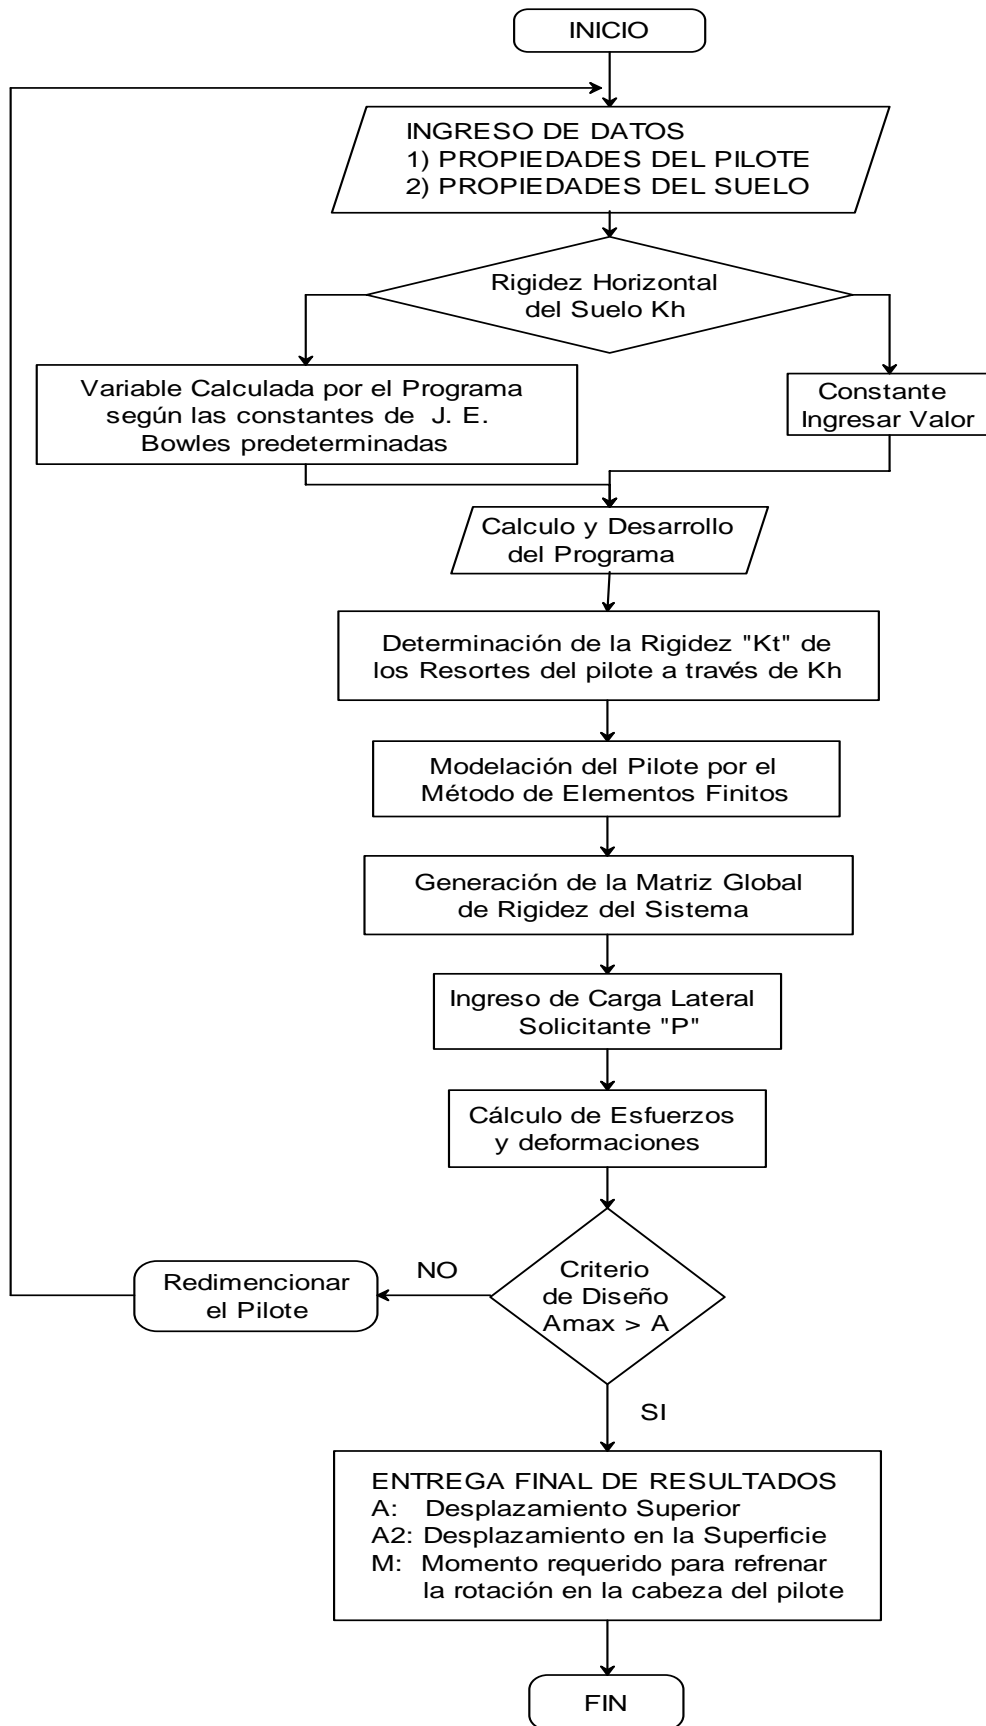 INICIO
INGRESO DE DATOS
1) PROPIEDADES DEL PILOTE
2) PROPIEDADES DEL SUELO
Rigidez Horizontal
del Suelo Kh
Variable Calculada por el Programa
según las constantes de J. E.
Bowles predeterminadas
Constante
Ingresar Valor
Calculo y Desarrollo
del Programa
Determinación de la Rigidez "Kt" de
los Resortes del pilote a través de Kh
Modelación del Pilote por el
Método de Elementos Finitos
Generación de la Matriz Global
de Rigidez del Sistema
Ingreso de Carga Lateral
Solicitante "P"
Cálculo de Esfuerzos
y deformaciones
Criterio
de Diseño
Amax > A
NO
Redimencionar
el Pilote
SI
ENTREGA FINAL DE RESULTADOS
A: Desplazamiento Superior
A2: Desplazamiento en la Superficie
M: Momento requerido para refrenar
la rotación en la cabeza del pilote
FIN